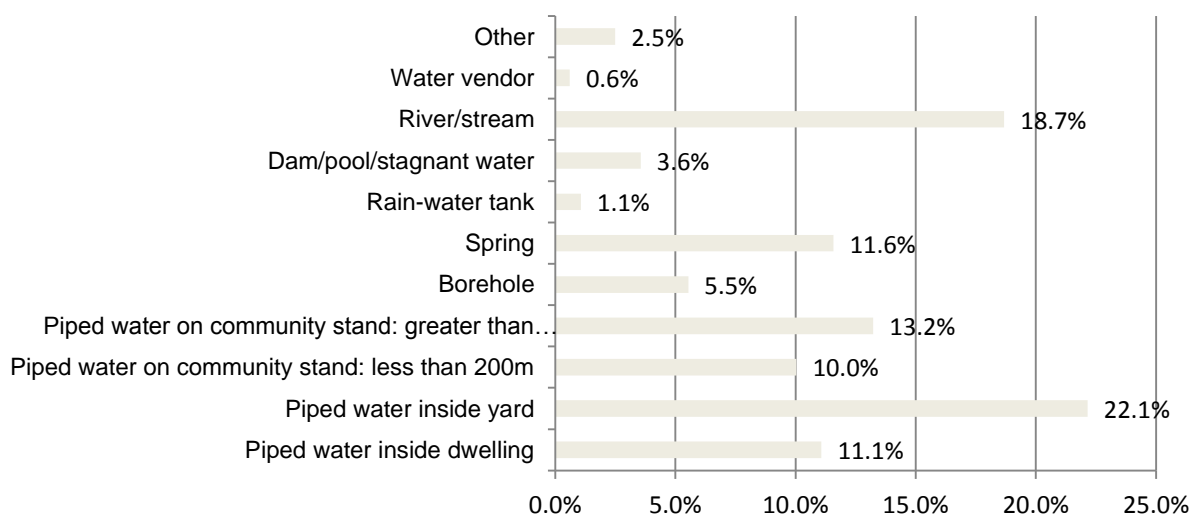 Other 2.5%
Water vendor 0.6%
River/stream 18.7%
Dam/pool/stagnant water 3.6%
Rain-water tank 1.1%
Spring 11.6%
Borehole 5.5%
Piped water on community stand: greater than… 13.2%
Piped water on community stand: less than 200m 10.0%
Piped water inside yard 22.1%
Piped water inside dwelling 11.1%
0.0% 5.0% 10.0% 15.0% 20.0% 25.0%